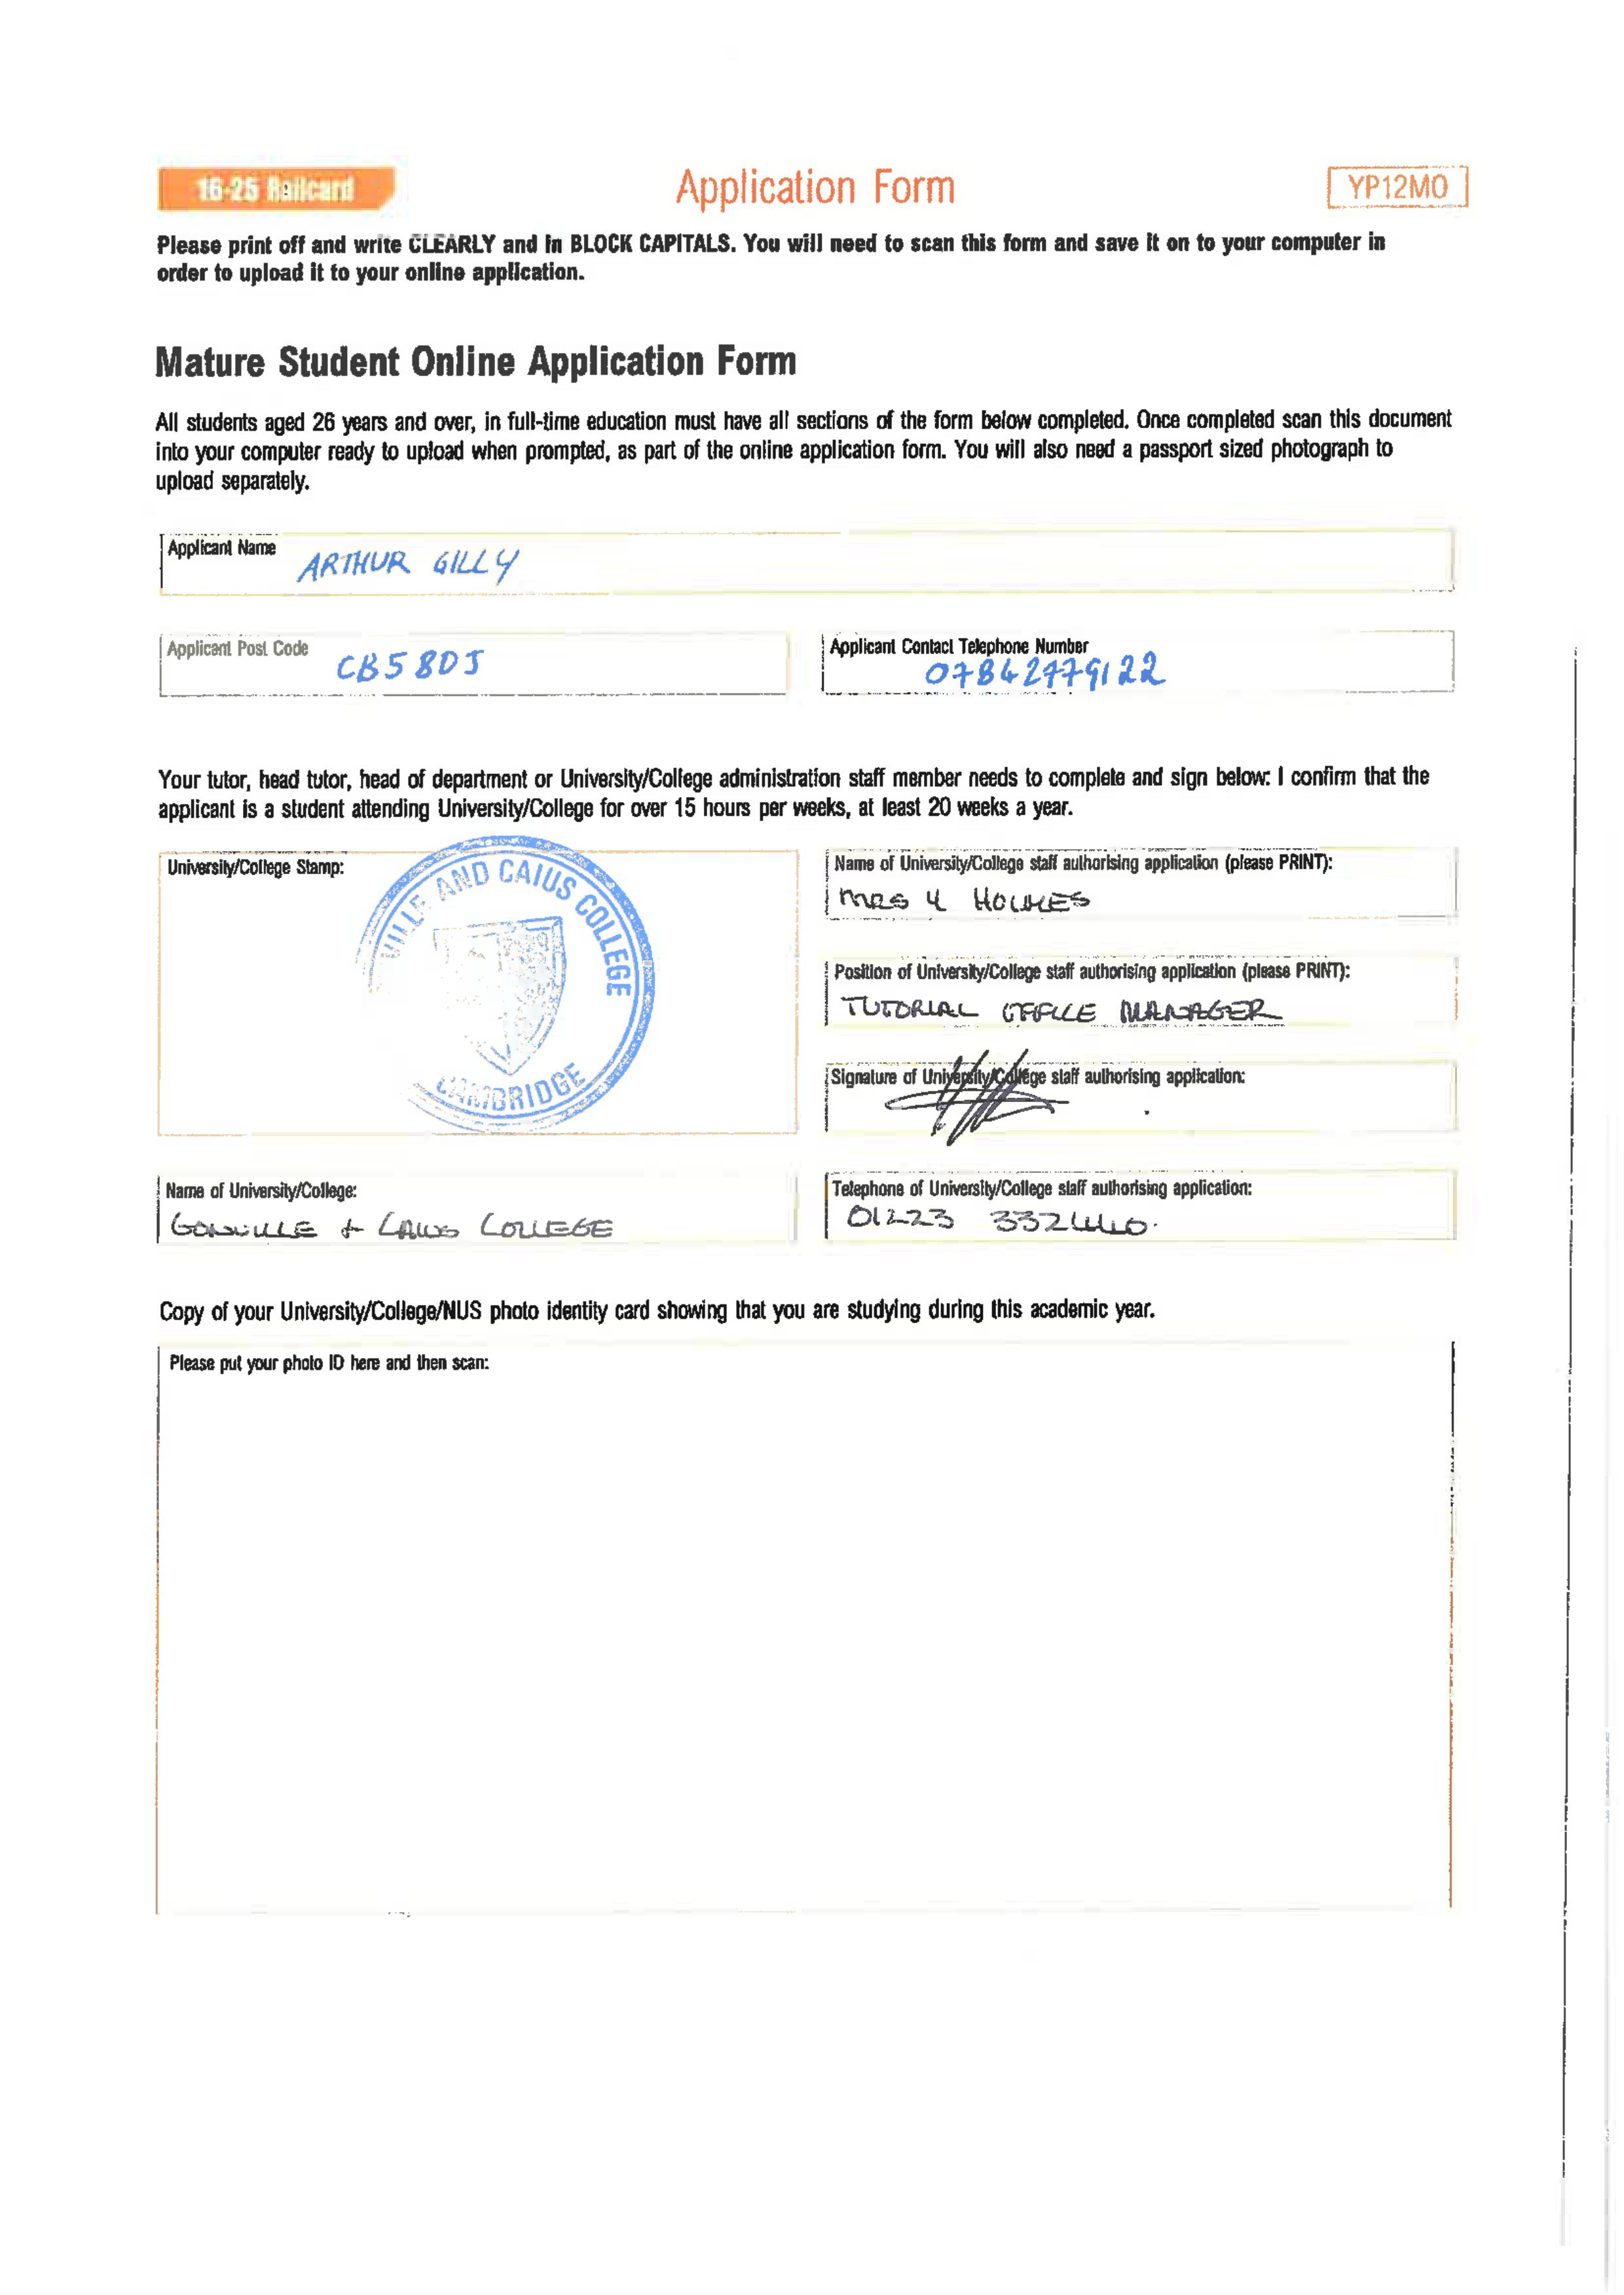 16-25 Railcard
Application Form
YP12MO
Please print off and write CLEARLY and in BLOCK CAPITALS. You will need to scan this form and save it on to your computer in
order to upload it to your online application.
Mature Student Online Application Form
All students aged 26 years and over, in full-time education must have all sections of the form below completed. Once completed scan this document
into your computer ready to upload when prompted, as part of the online application form. You will also need a passport sized photograph to
upload separately.
Applicant Name
ARTHUR GILLY
Applicant Post Code
CB5 8DJ
Applicant Contact Telephone Number
07842779122
Your tutor, head tutor, head of department or University/College administration staff member needs to complete and sign below: I confirm that the
applicant is a student attending University/College for over 15 hours per weeks, at least 20 weeks a year.
University/College Stamp:
VILLE AND CAIUS COLLEGE
CAMBRIDGE
Name of University/College staff authorising application (please PRINT):
MRS HOLMES
Position of University/College staff authorising application (please PRINT):
TUTORIAL OFFICE MANAGER
Signature of University/College staff authorising application:
Name of University/College:
GONVILLE + CAIUS COLLEGE
Telephone of University/College staff authorising application:
01223
Copy of your University/College/NUS photo identity card showing that you are studying during this academic year.
Please put your photo ID here and then scan: